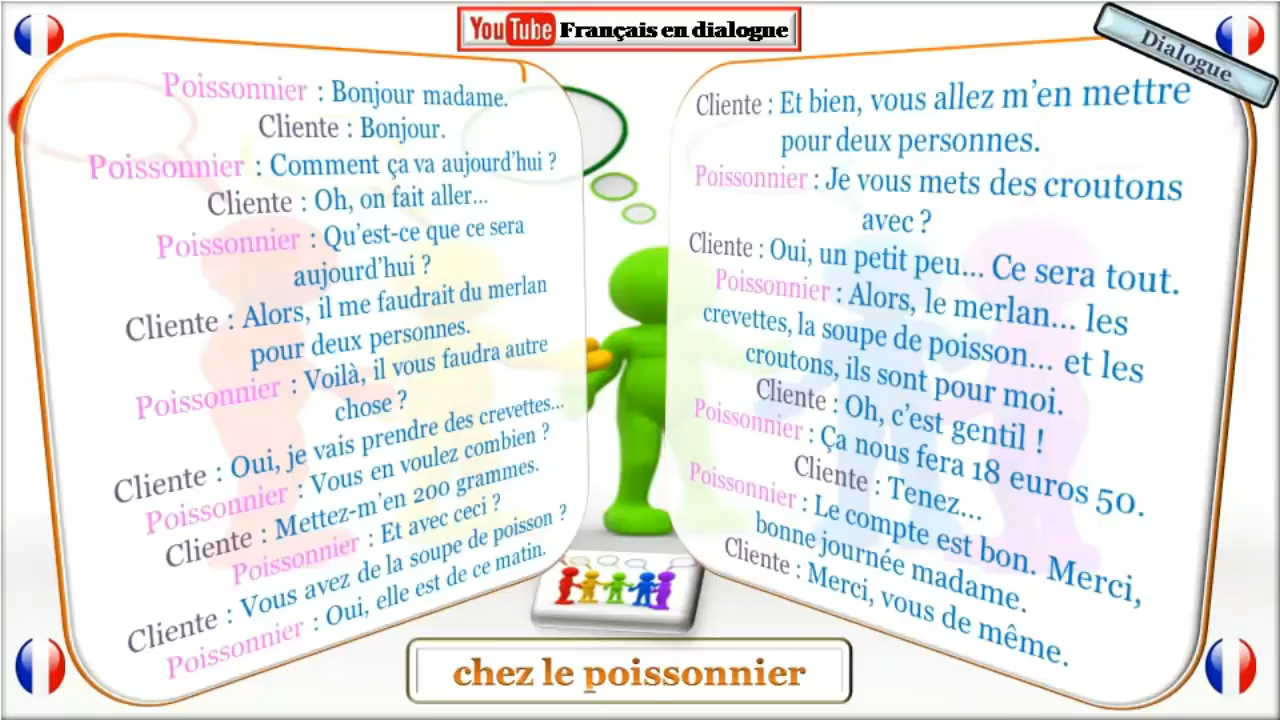 YouTube Français en dialogue
Dialogue
Poissonnier : Bonjour madame.
Cliente : Bonjour.
Poissonnier : Comment ça va aujourd'hui ?
Cliente : Oh, on fait aller...
Poissonnier : Qu'est-ce que ce sera
aujourd'hui ?
Cliente : Alors, il me faudrait du merlan
pour deux personnes.
Poissonnier : Voilà, il vous faudra autre
chose ?
Cliente : Oui, je vais prendre des crevettes...
Poissonnier : Vous en voulez combien ?
Cliente : Mettez-m'en 200 grammes.
Poissonnier : Et avec ceci ?
Cliente : Vous avez de la soupe de poisson ?
Poissonnier : Oui, elle est de ce matin.
Cliente : Et bien, vous allez m'en mettre
pour deux personnes.
Poissonnier : Je vous mets des croutons
avec ?
Cliente : Oui, un petit peu... Ce sera tout.
Poissonnier : Alors, le merlan... les
crevettes, la soupe de poisson... et les
croutons, ils sont pour moi.
Cliente : Oh, c'est gentil !
Poissonnier : Ça nous fera 18 euros 50.
Cliente : Tenez...
Poissonnier : Le compte est bon. Merci,
bonne journée madame.
Cliente : Merci, vous de même.
chez le poissonnier